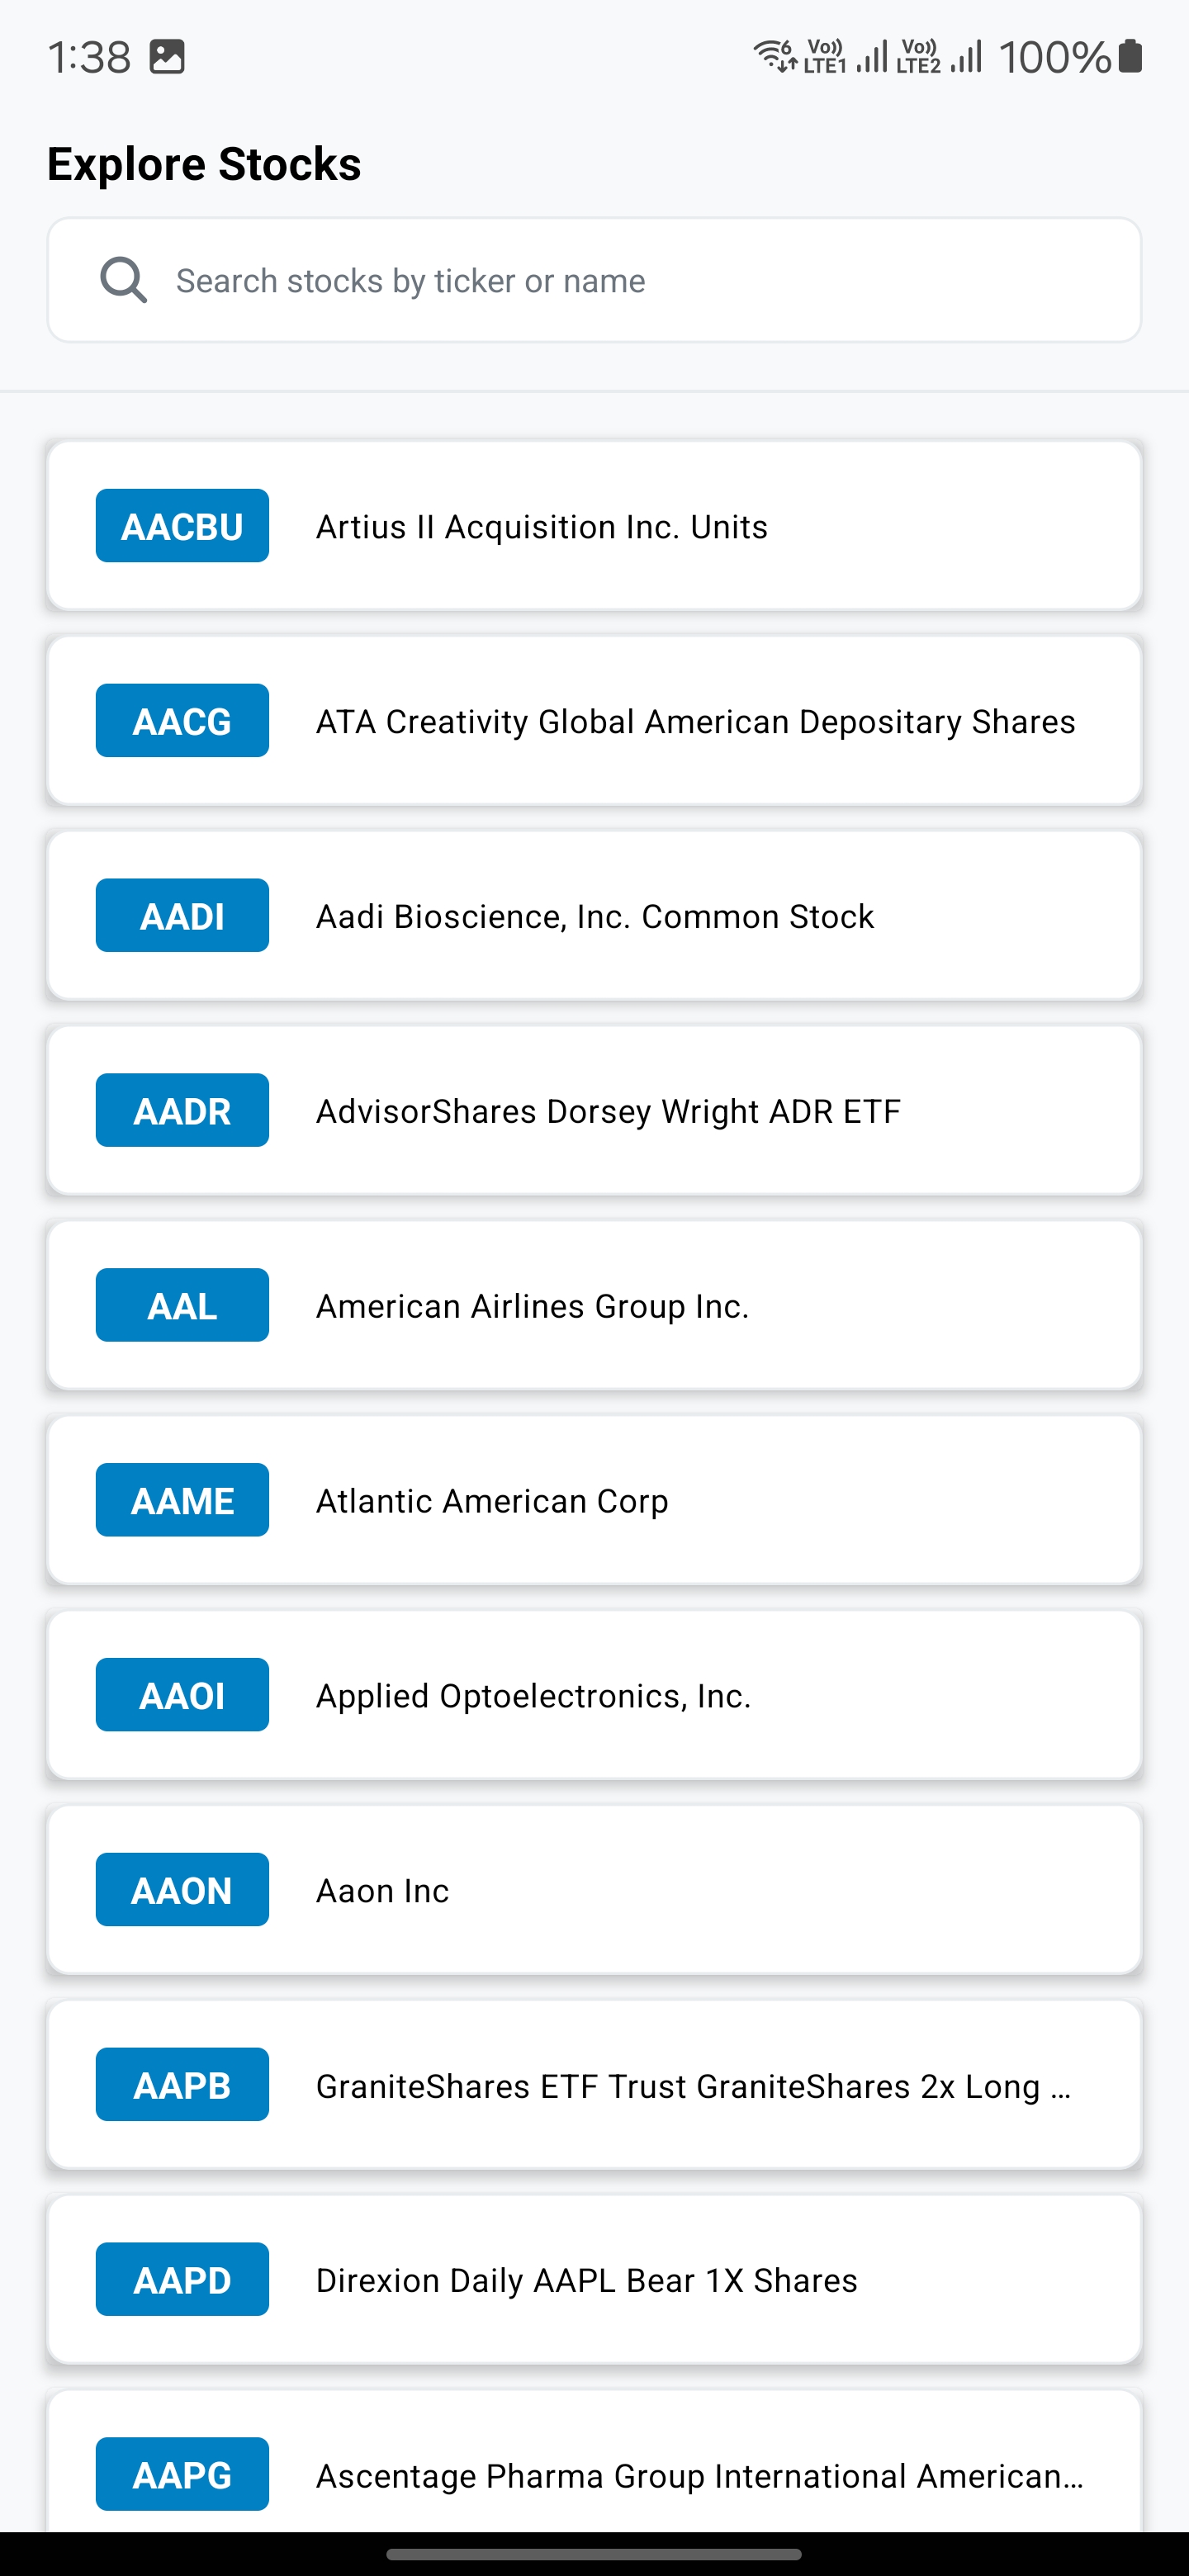 1:38 6 Vo)) LTE1 Vo)) LTE2 100%
Explore Stocks
Search stocks by ticker or name
AACBU Artius II Acquisition Inc. Units
AACG ATA Creativity Global American Depositary Shares
AADI Aadi Bioscience, Inc. Common Stock
AADR AdvisorShares Dorsey Wright ADR ETF
AAL American Airlines Group Inc.
AAME Atlantic American Corp
AAOI Applied Optoelectronics, Inc.
AAON Aaon Inc
AAPB GraniteShares ETF Trust GraniteShares 2x Long ...
AAPD Direxion Daily AAPL Bear 1X Shares
AAPG Ascentage Pharma Group International American...